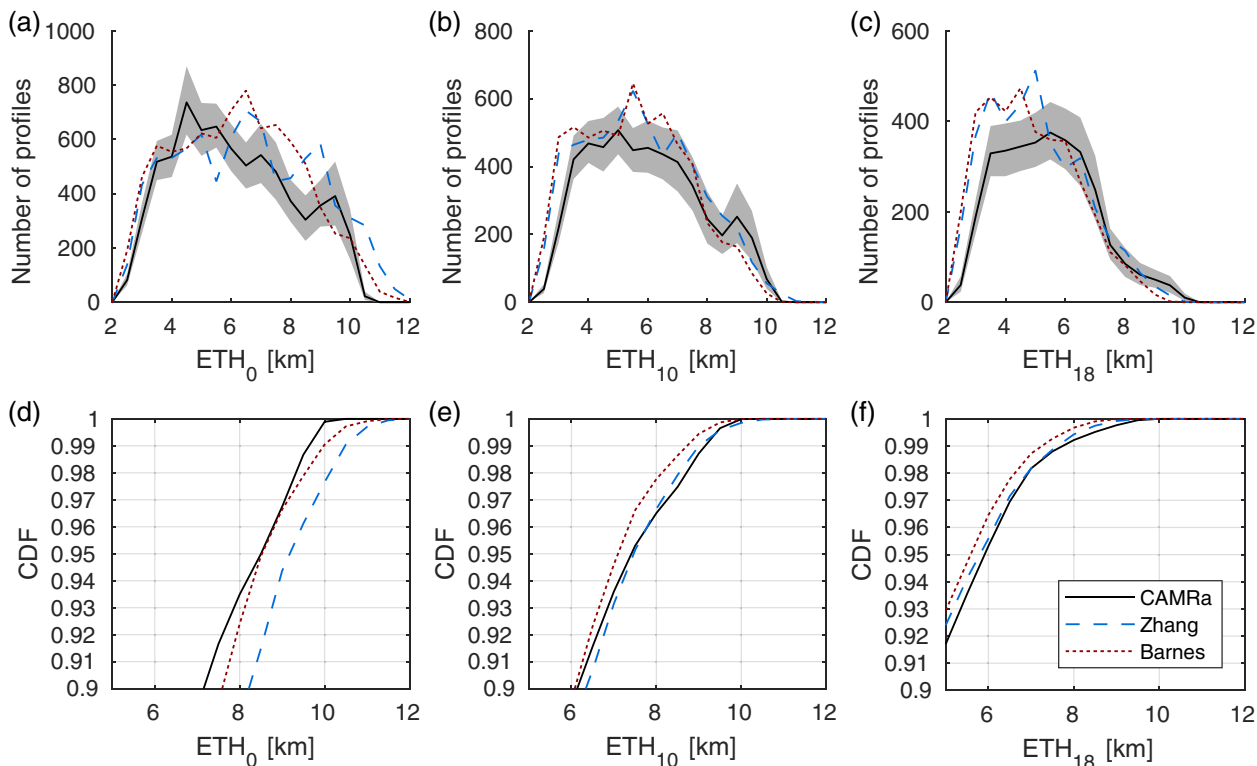 (a)
1000
800
600
400
200
0
Number of profiles
2 4 6 8 10 12
ETH0 [km]
(b)
800
600
400
200
0
Number of profiles
2 4 6 8 10 12
ETH10 [km]
(c)
600
400
200
0
Number of profiles
2 4 6 8 10 12
ETH18 [km]
(d)
1
0.99
0.98
0.97
0.96
0.95
0.94
0.93
0.92
0.91
0.9
CDF
6 8 10 12
ETH0 [km]
(e)
1
0.99
0.98
0.97
0.96
0.95
0.94
0.93
0.92
0.91
0.9
CDF
6 8 10 12
ETH10 [km]
(f)
1
0.99
0.98
0.97
0.96
0.95
0.94
0.93
0.92
0.91
0.9
CDF
6 8 10 12
ETH18 [km]
CAMRa
Zhang
Barnes